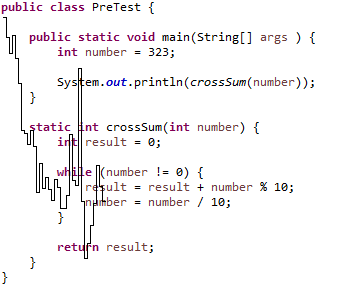 public class PreTest {
public static void main(String[] args ) {
int number = 323;
System.out.println(crossSum(number));
}
static int crossSum(int number) {
int result = 0;
while (number != 0) {
result = result + number % 10;
number = number / 10;
}
return result;
}
}